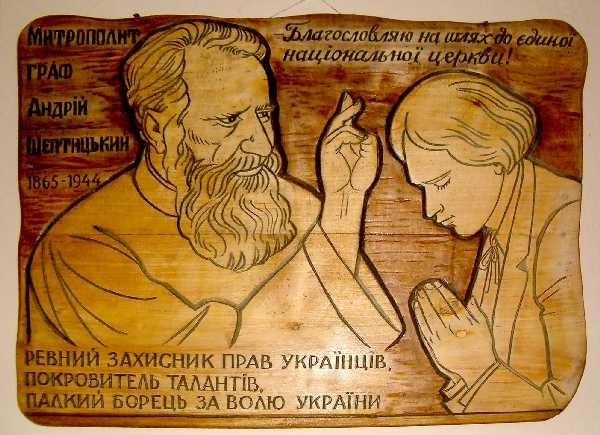 Митрополит
граф
Андрій
Шептицький
1865-1944
-Благословляю на шлях до єдиної
національної церкви!
РЕВНИЙ ЗАХИСНИК ПРАВ УКРАЇНЦІВ,
ПОКРОВИТЕЛЬ ТАЛАНТІВ,
ПАЛКИЙ БОРЕЦЬ ЗА ВОЛЮ УКРАЇНИ